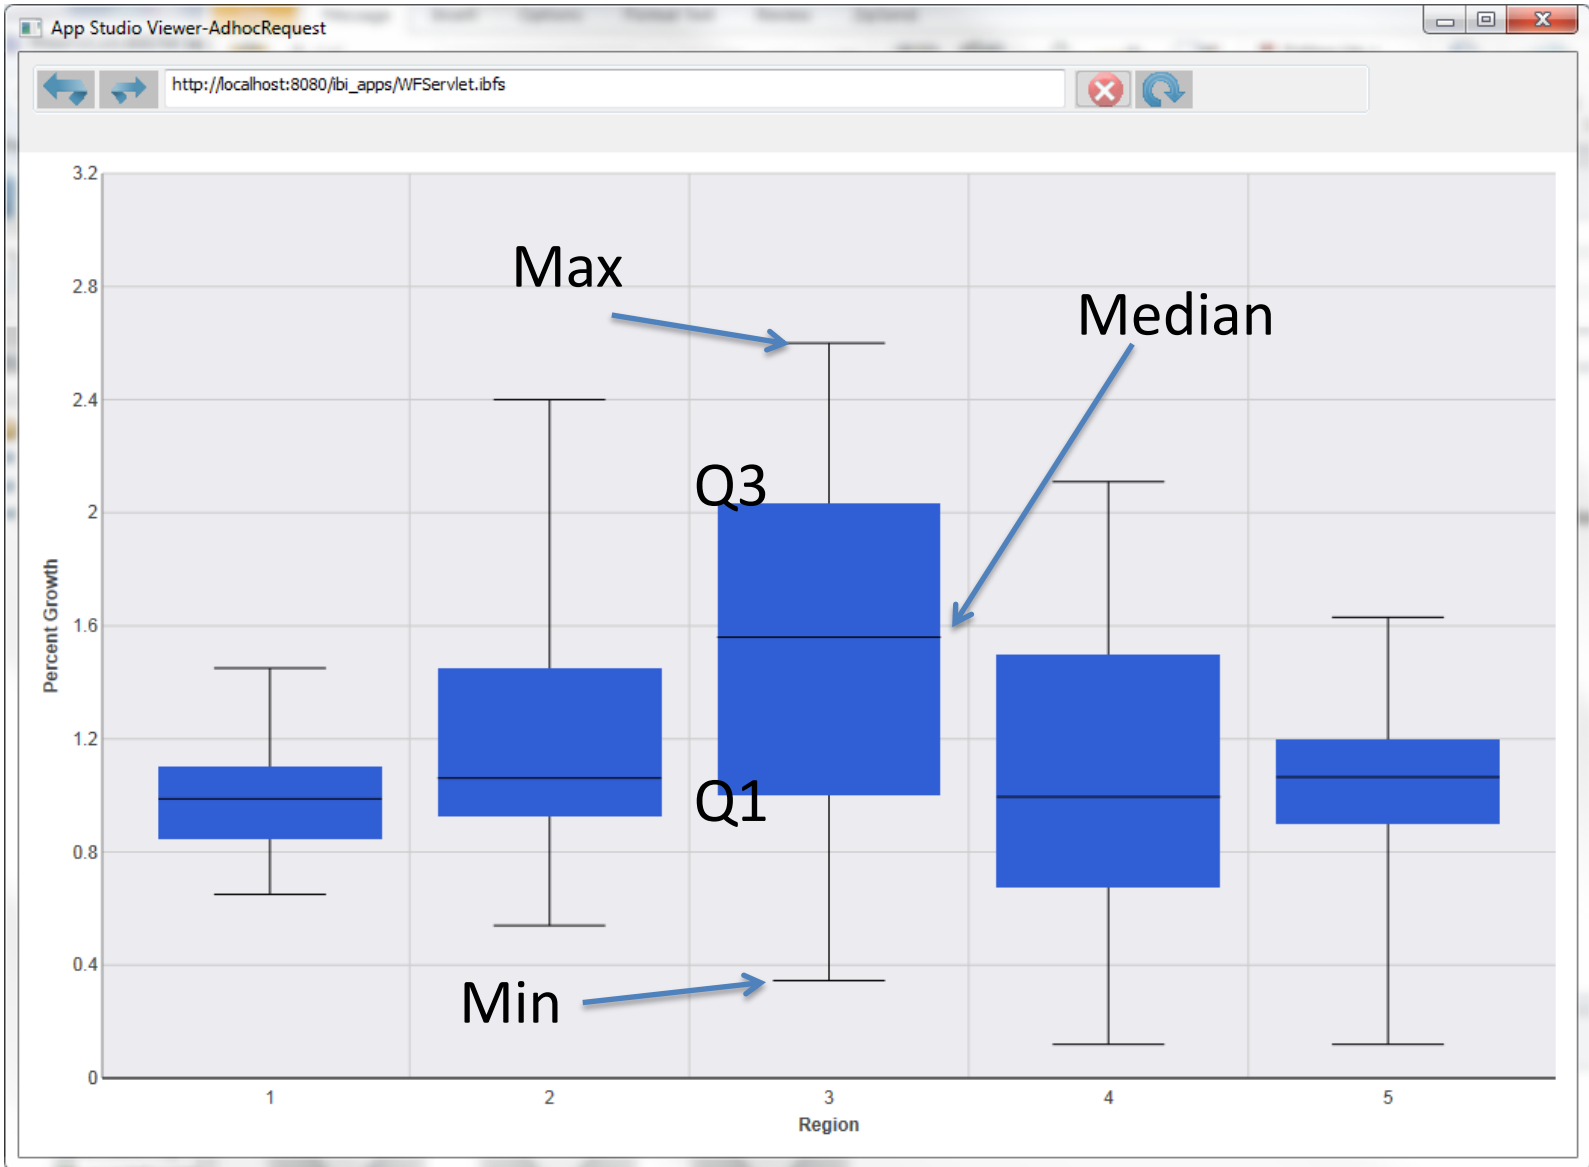 App Studio Viewer-AdhocRequest
http://localhost:8080/ibi_apps/WFServlet.ibfs
3.2
2.8
2.4
2
1.6
1.2
0.8
0.4
0
Percent Growth
Max
Median
Q3
Q1
Min
1 2 3 4 5
Region